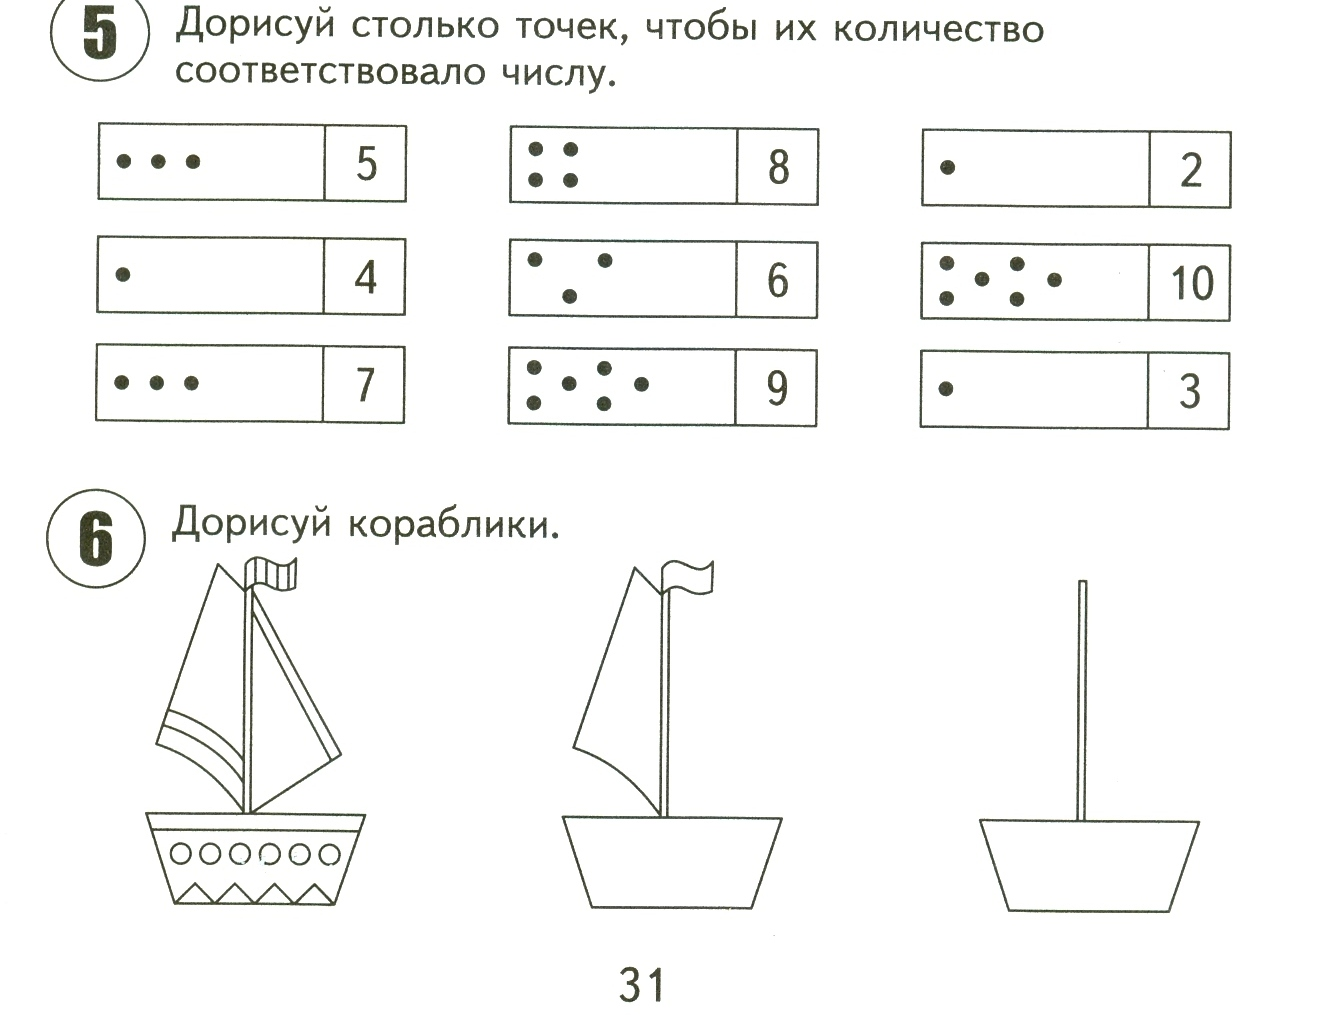 5
Дорисуй столько точек, чтобы их количество
соответствовало числу.
5 8 2
4 6 10
7 9 3
6
Дорисуй кораблики.
31